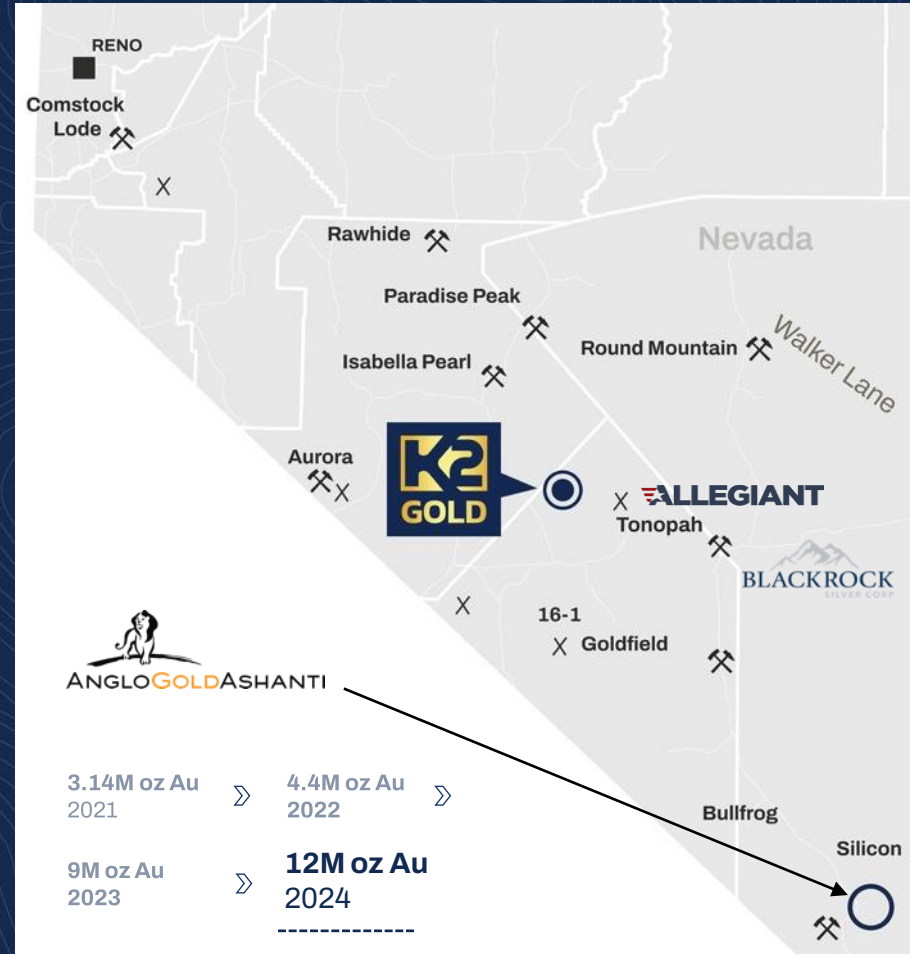 RENO
Comstock
Lode
X
Rawhide
Nevada
Paradise Peak
Walker Lane
Round Mountain
Isabella Pearl
Aurora
X
K2
GOLD
X
ALLEGIANT
Tonopah
BLACKROCK
SILVER CORP
X
16-1
X
Goldfield
ANGLOGOLDASHANTI
3.14M oz Au
2021
4.4M oz Au
2022
Bullfrog
Silicon
9M oz Au
2023
12M oz Au
2024